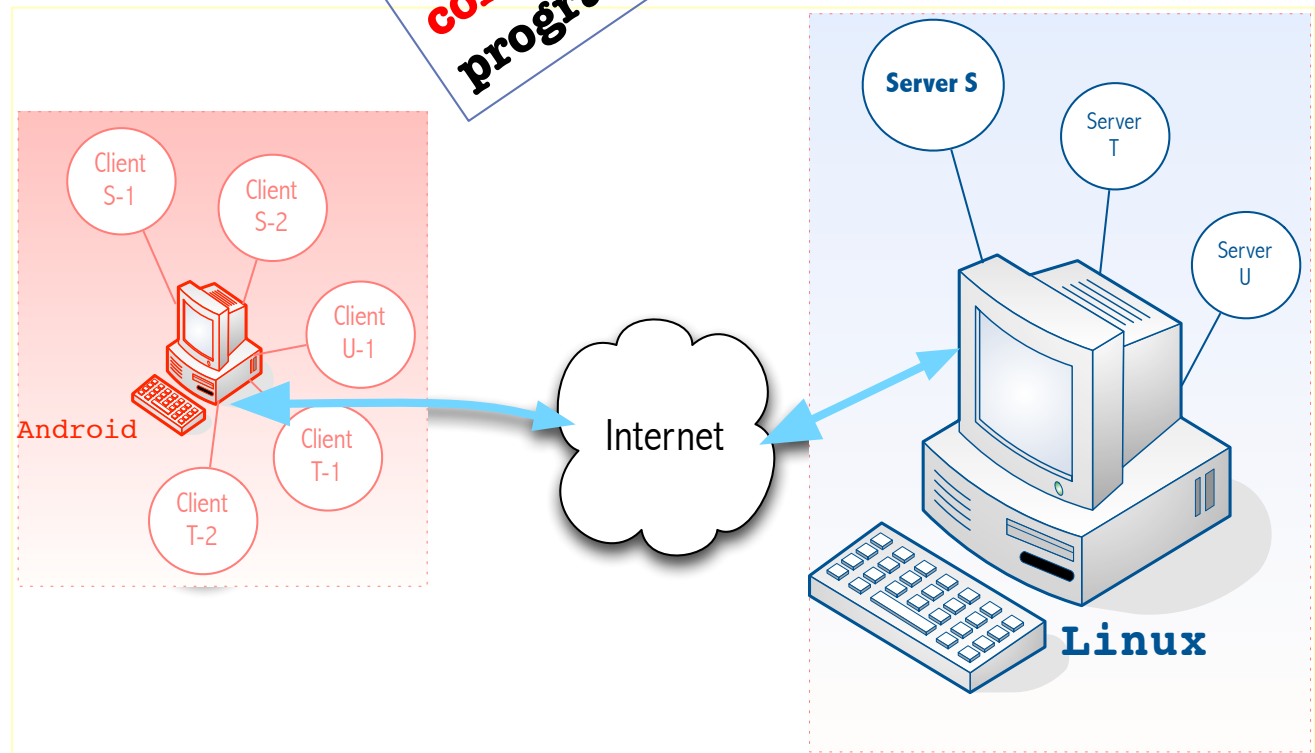 Server S
Server
T
Server
U
Client
S-1
Client
S-2
Client
U-1
Client
T-1
Client
T-2
Android
Internet
Linux